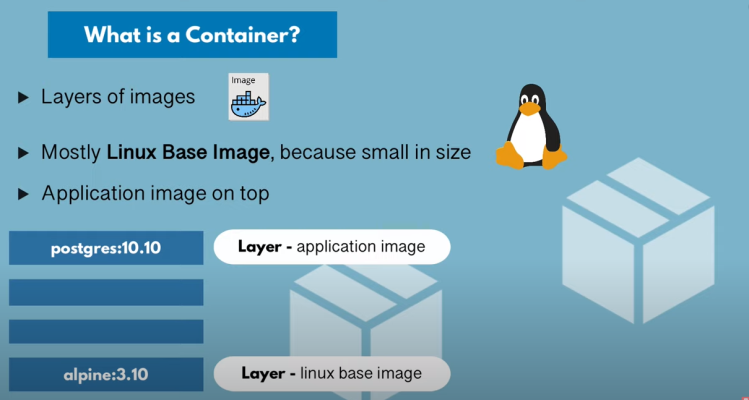 What is a Container?
Image
Layers of images
Mostly Linux Base Image, because small in size
Application image on top
postgres:10.10
Layer - application image
alpine:3.10
Layer - linux base image